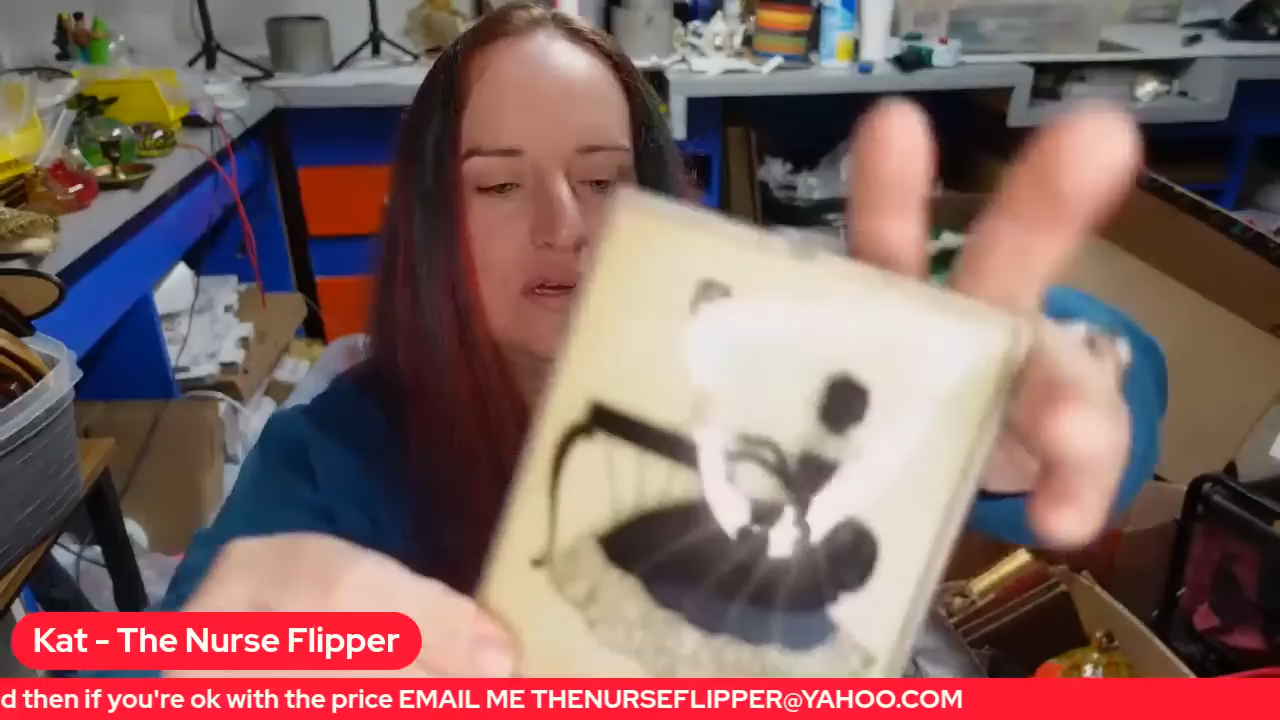 Kat - The Nurse Flipper
d then if you're ok with the price EMAIL ME THENURSEFLIPPER@YAHOO.COM